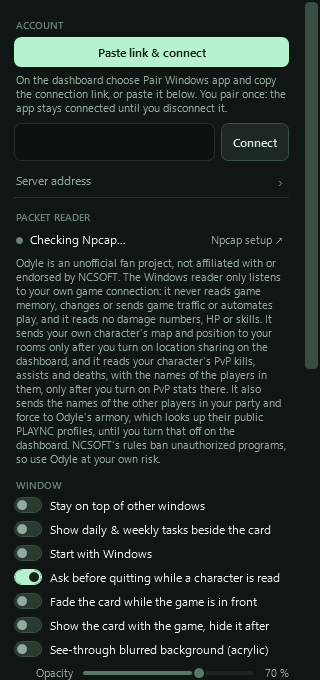 ACCOUNT
Paste link & connect
On the dashboard choose Pair Windows app and copy
the connection link, or paste it below. You pair once: the
app stays connected until you disconnect it.
Connect
Server address
PACKET READER
Checking Npcap...
Npcap setup ↗
Odyle is an unofficial fan project, not affiliated with or
endorsed by NCSOFT. The Windows reader only listens
to your own game connection: it never reads game
memory, changes or sends game traffic or automates
play, and it reads no damage numbers, HP or skills. It
sends your own character's map and position to your
rooms only after you turn on location sharing on the
dashboard, and it reads your character's PvP kills,
assists and deaths, with the names of the players in
them, only after you turn on PvP stats there. It also
sends the names of the other players in your party and
force to Odyle's armory, which looks up their public
PLAYNC profiles, until you turn that off on the
dashboard. NCSOFT's rules ban unauthorized programs,
so use Odyle at your own risk.
WINDOW
Stay on top of other windows
Show daily & weekly tasks beside the card
Start with Windows
Ask before quitting while a character is read
Fade the card while the game is in front
Show the card with the game, hide it after
See-through blurred background (acrylic)
Opacity
70 %